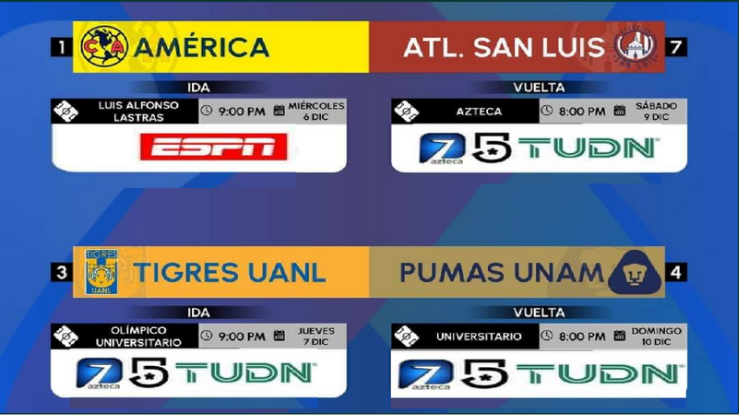 1 CA AMÉRICA ATL. SAN LUIS 7
IDA
VUELTA
LUIS ALFONSO
LASTRAS
9:00 PM
MIÉRCOLES
6 DIC
AZTECA
8:00 PM
SÁBADO
9 DIC
ESPN
7 azteca 5 TUDN
3 TIGRES UANL TIGRES UANL PUMAS UNAM 4
IDA
VUELTA
OLÍMPICO
UNIVERSITARIO
9:00 PM
JUEVES
7 DIC
UNIVERSITARIO
8:00 PM
DOMINGO
10 DIC
7 azteca 5 TUDN
7 azteca 5 TUDN